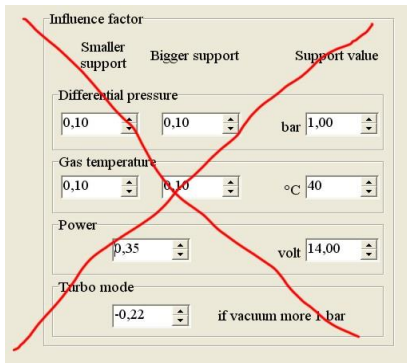 Influence factor
Smaller support
Bigger support
Support value
Differential pressure
0,10
0,10
bar
1,00
Gas temperature
0,10
0,10
°C
40
Power
0,35
volt
14,00
Turbo mode
-0,22
if vacuum more 1 bar